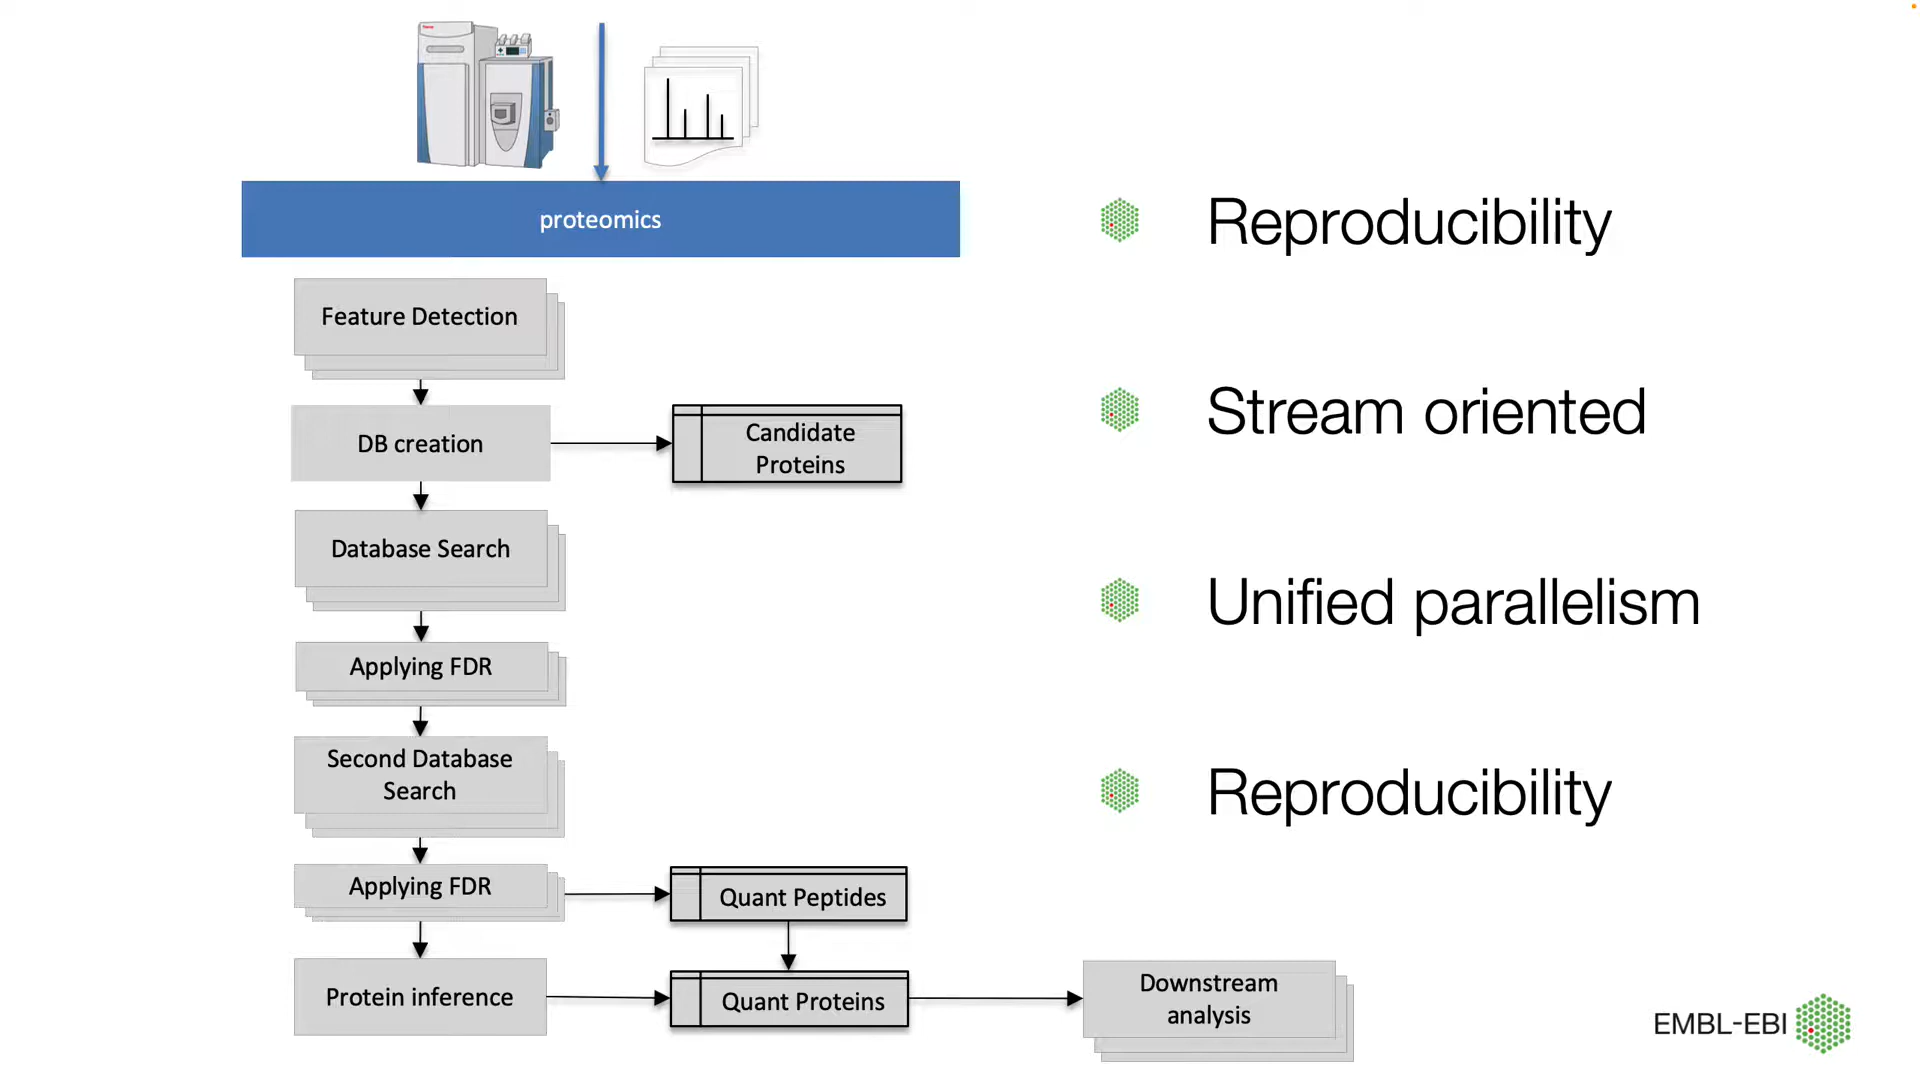 proteomics
Feature Detection
DB creation
Candidate
Proteins
Database Search
Applying FDR
Second Database
Search
Applying FDR
Quant Peptides
Protein inference
Quant Proteins
Downstream
analysis
Reproducibility
Stream oriented
Unified parallelism
Reproducibility
EMBL-EBI